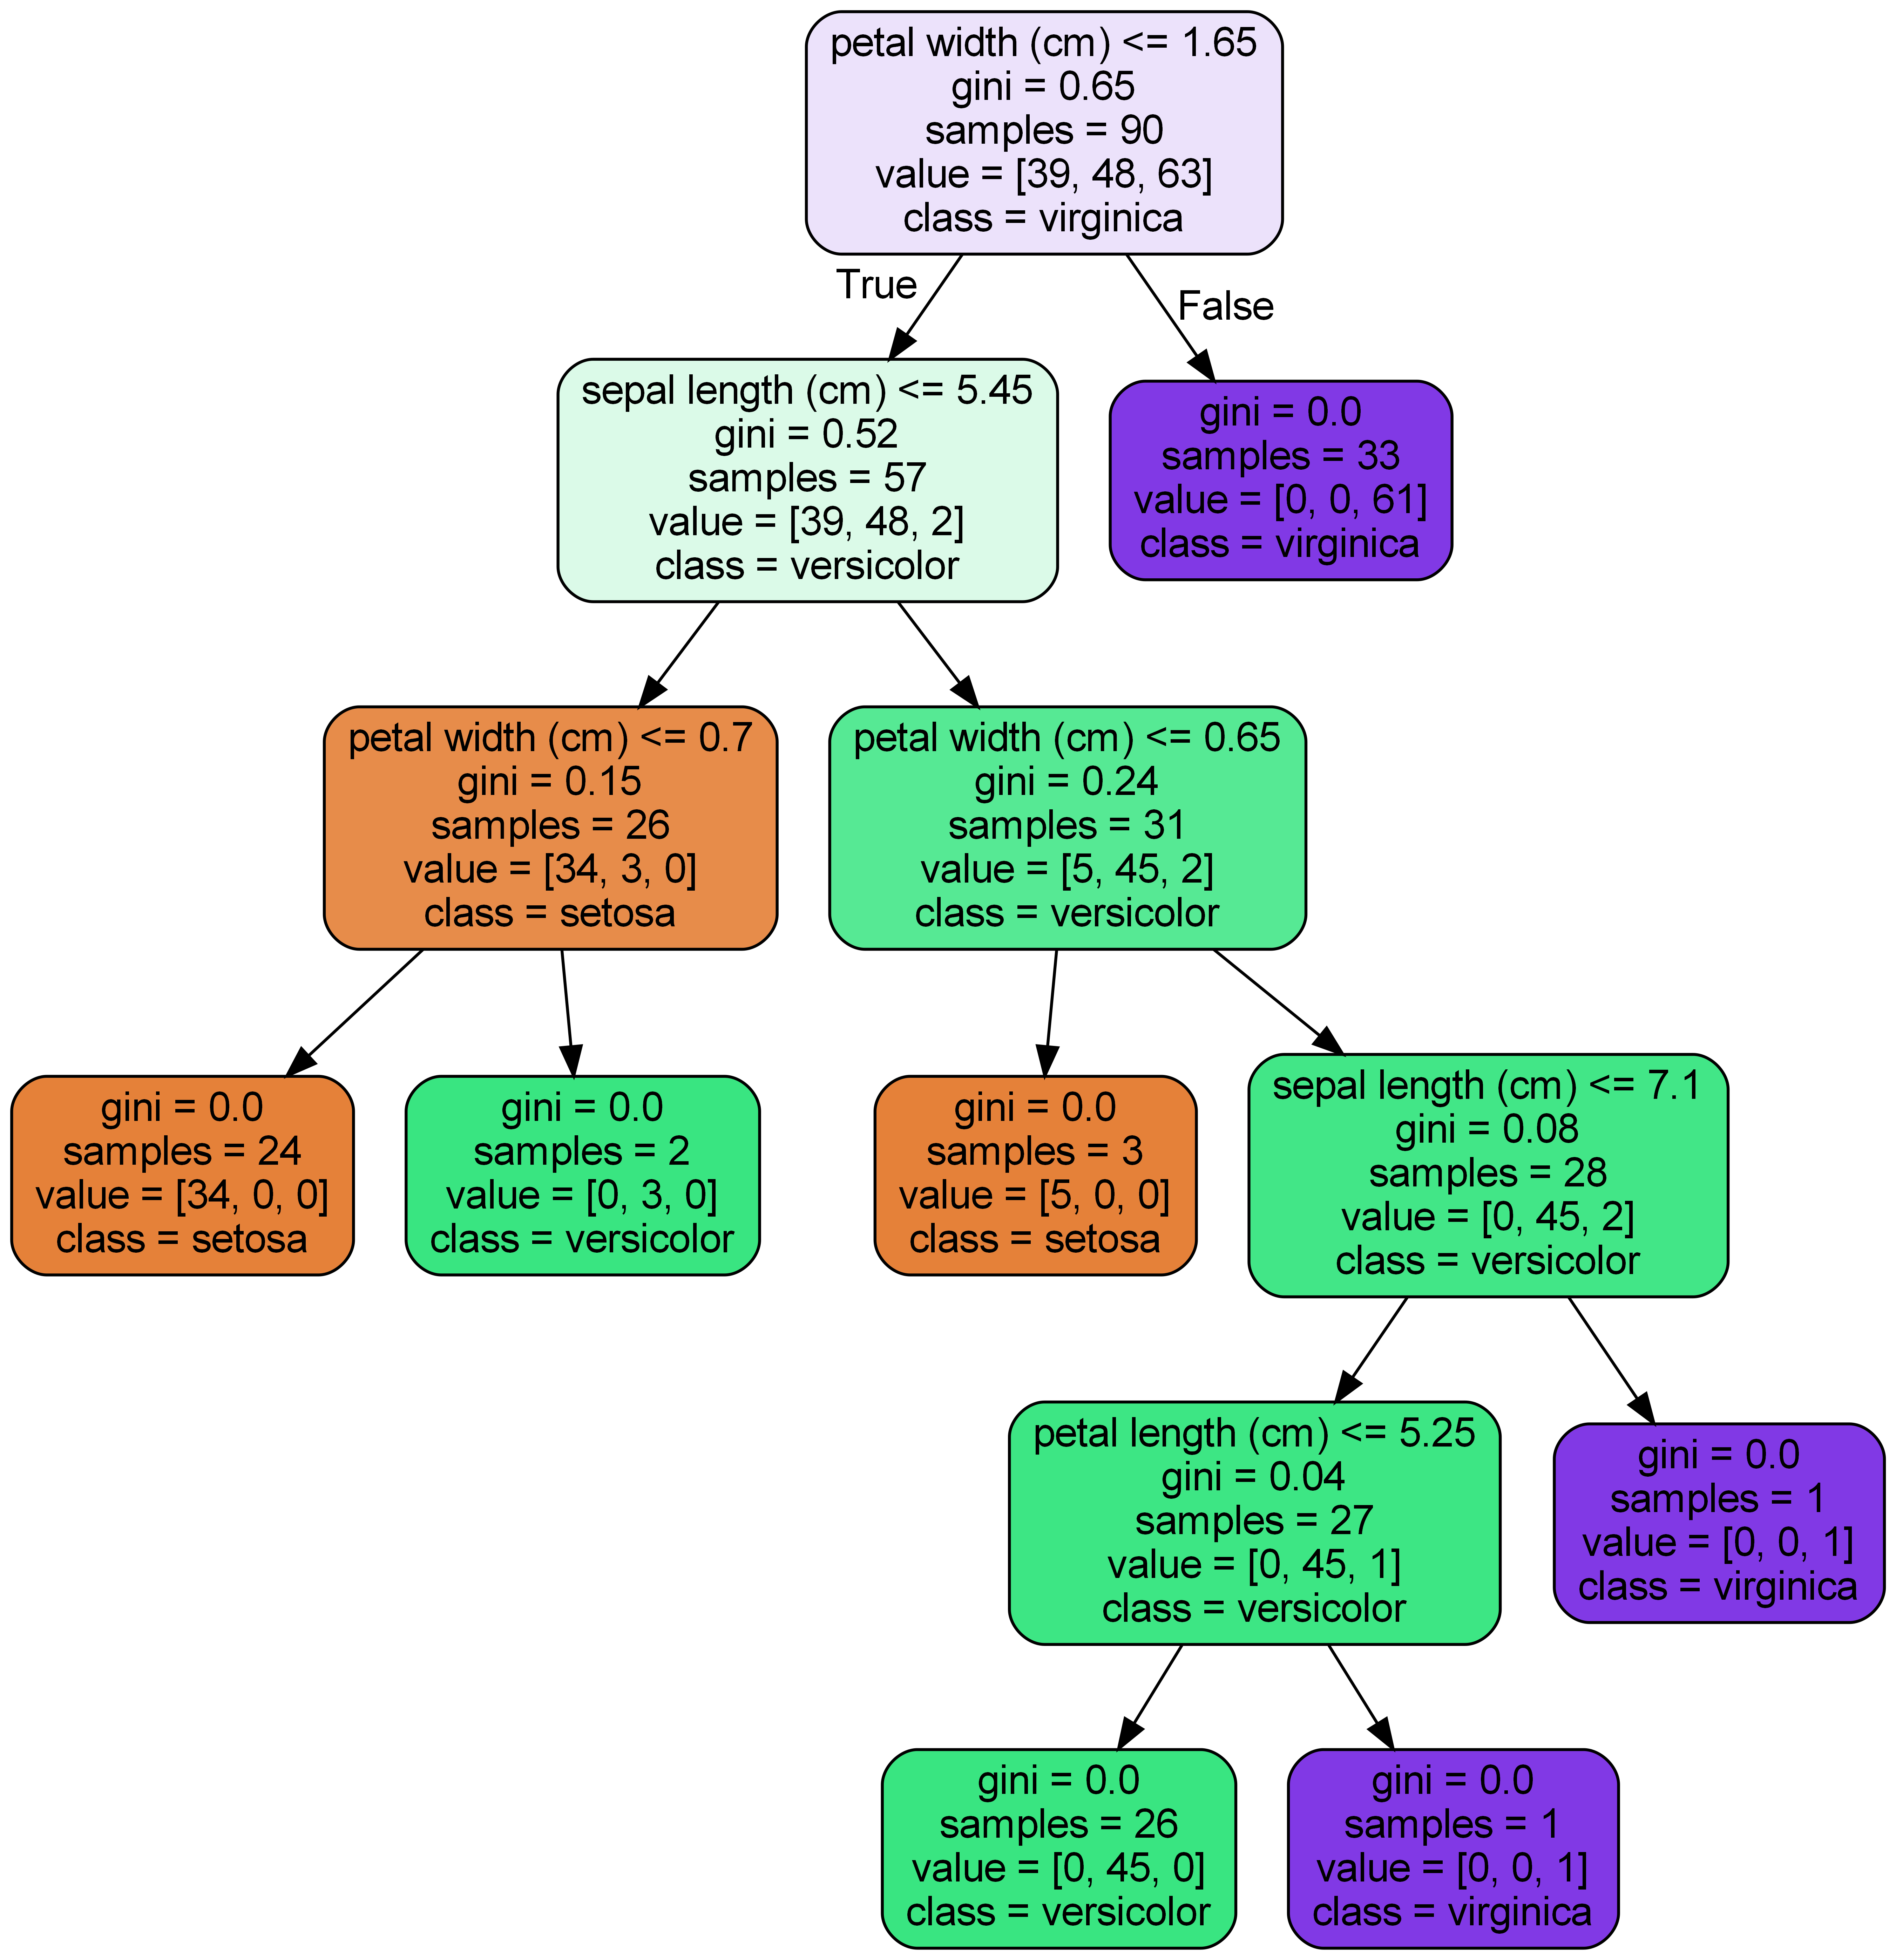 petal width (cm) <= 1.65
gini = 0.65
samples = 90
value = [39, 48, 63]
class = virginica
True
False
sepal length (cm) <= 5.45
gini = 0.52
samples = 57
value = [39, 48, 2]
class = versicolor
gini = 0.0
samples = 33
value = [0, 0, 61]
class = virginica
petal width (cm) <= 0.7
gini = 0.15
samples = 26
value = [34, 3, 0]
class = setosa
petal width (cm) <= 0.65
gini = 0.24
samples = 31
value = [5, 45, 2]
class = versicolor
gini = 0.0
samples = 24
value = [34, 0, 0]
class = setosa
gini = 0.0
samples = 2
value = [0, 3, 0]
class = versicolor
gini = 0.0
samples = 3
value = [5, 0, 0]
class = setosa
sepal length (cm) <= 7.1
gini = 0.08
samples = 28
value = [0, 45, 2]
class = versicolor
petal length (cm) <= 5.25
gini = 0.04
samples = 27
value = [0, 45, 1]
class = versicolor
gini = 0.0
samples = 1
value = [0, 0, 1]
class = virginica
gini = 0.0
samples = 26
value = [0, 45, 0]
class = versicolor
gini = 0.0
samples = 1
value = [0, 0, 1]
class = virginica